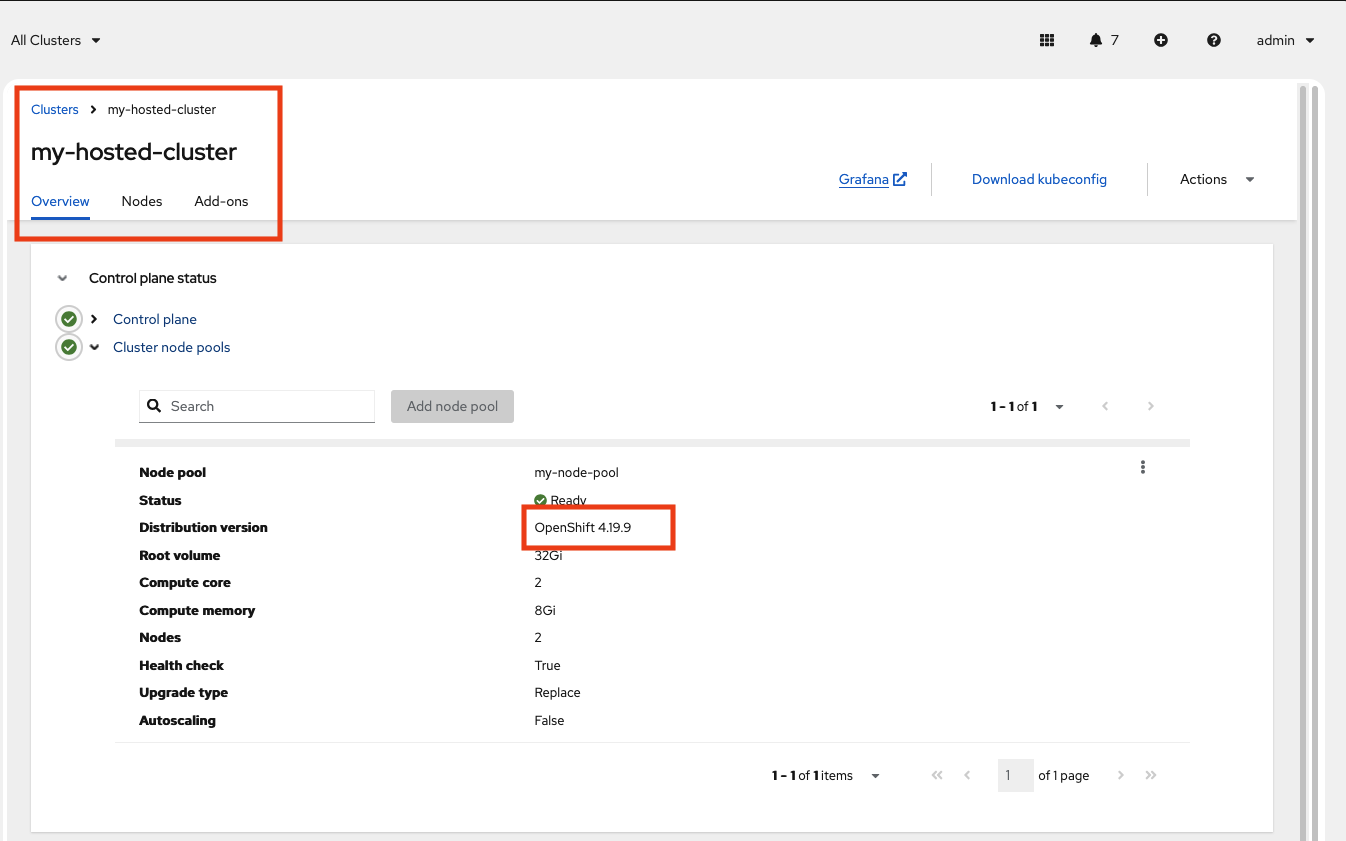 All Clusters
7
admin
Clusters my-hosted-cluster
my-hosted-cluster
Overview Nodes Add-ons
Grafana Download kubeconfig Actions
Control plane status
Control plane
Cluster node pools
Search Add node pool 1 - 1 of 1
Node pool my-node-pool
Status Ready
Distribution version OpenShift 4.19.9
Root volume 32Gi
Compute core 2
Compute memory 8Gi
Nodes 2
Health check True
Upgrade type Replace
Autoscaling False
1 - 1 of 1 items 1 of 1 page